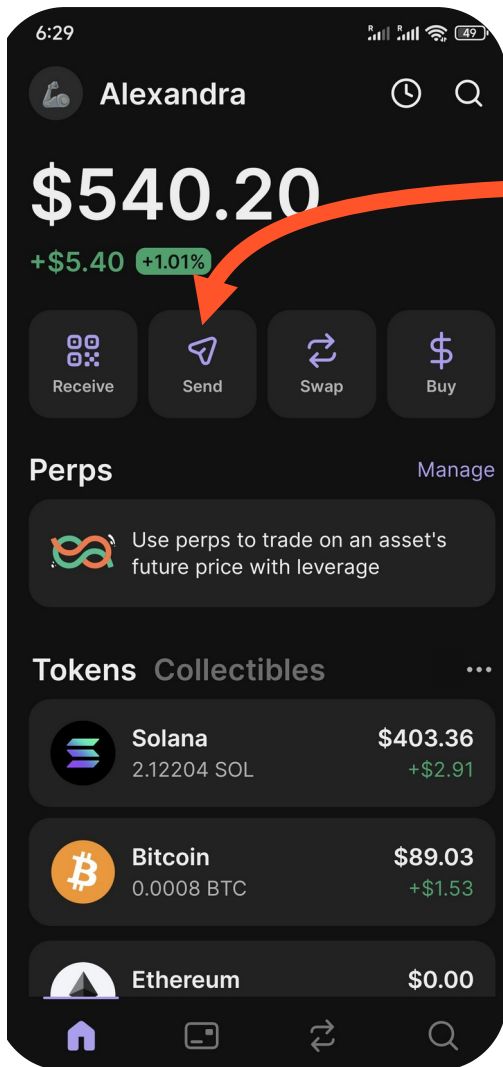 6:29
R R 49
Alexandra
$540.20
+$5.40 +1.01%
Receive Send Swap Buy
Perps Manage
Use perps to trade on an asset's
future price with leverage
Tokens Collectibles
Solana $403.36
2.12204 SOL +$2.91
Bitcoin $89.03
0.0008 BTC +$1.53
Ethereum $0.00